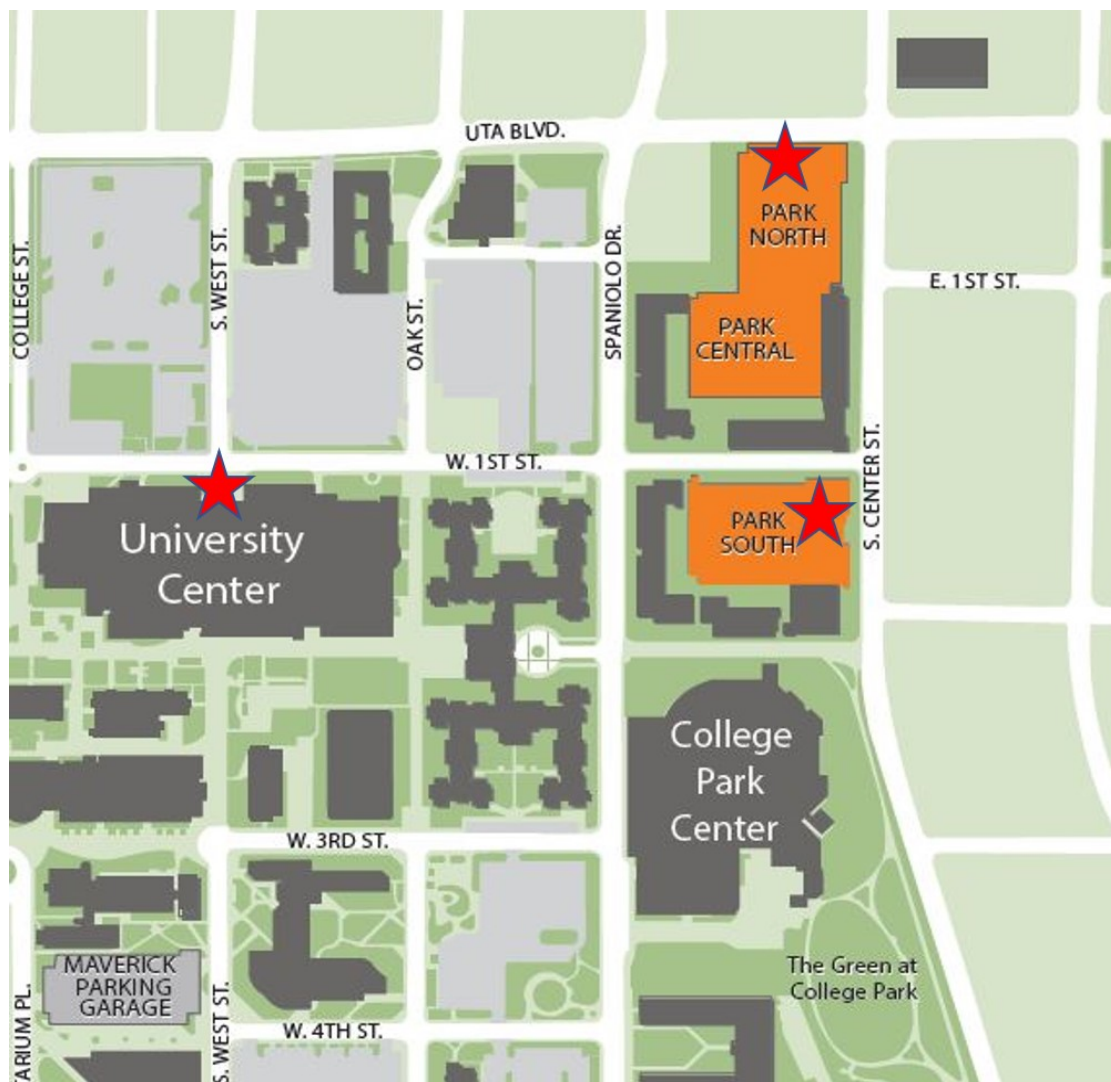 UTA BLVD.
PARK
NORTH
COLLEGE ST.
S. WEST ST.
SPANIOLO DR.
E. 1ST ST.
OAK ST.
PARK
CENTRAL
W. 1ST ST.
S. CENTER ST.
University
Center
PARK
SOUTH
College
Park
Center
W. 3RD ST.
MAVERICK
PARKING
GARAGE
The Green at
College Park
TARIUM PL.
S. WEST ST.
W. 4TH ST.